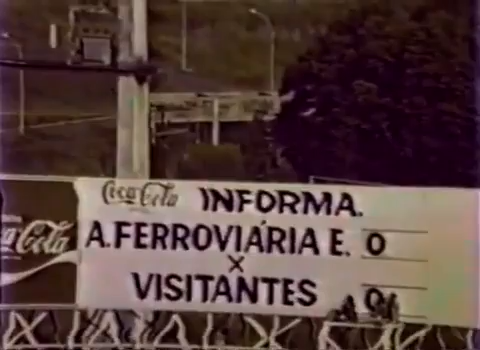 Coca-Cola INFORMA.
Coca-Cola
A.FERROVIÁRIA E. 0
X
VISITANTES 0